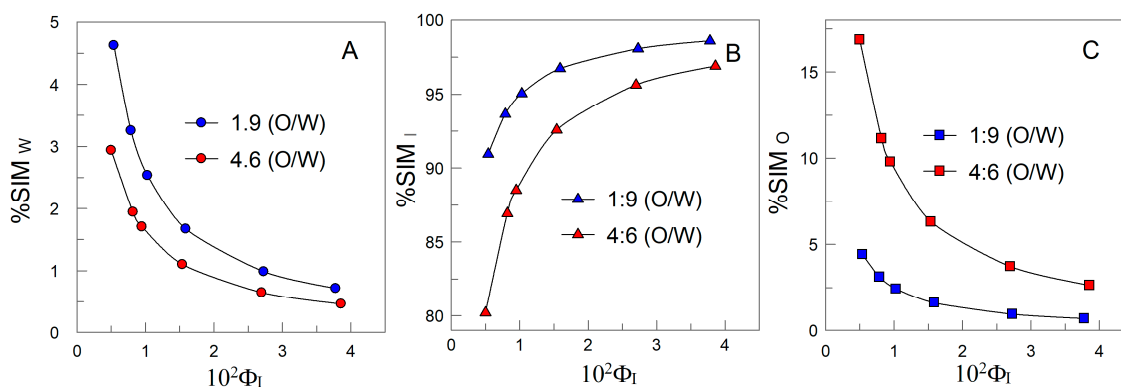 A
%SIM W
5
4
3
2
1
0
1.9 (O/W)
4.6 (O/W)
0 1 2 3 4
10²Φ_I
B
%SIM I
100
95
90
85
80
1:9 (O/W)
4:6 (O/W)
0 1 2 3 4
10²Φ_I
C
%SIM O
15
10
5
0
1:9 (O/W)
4:6 (O/W)
0 1 2 3 4
10²Φ_I